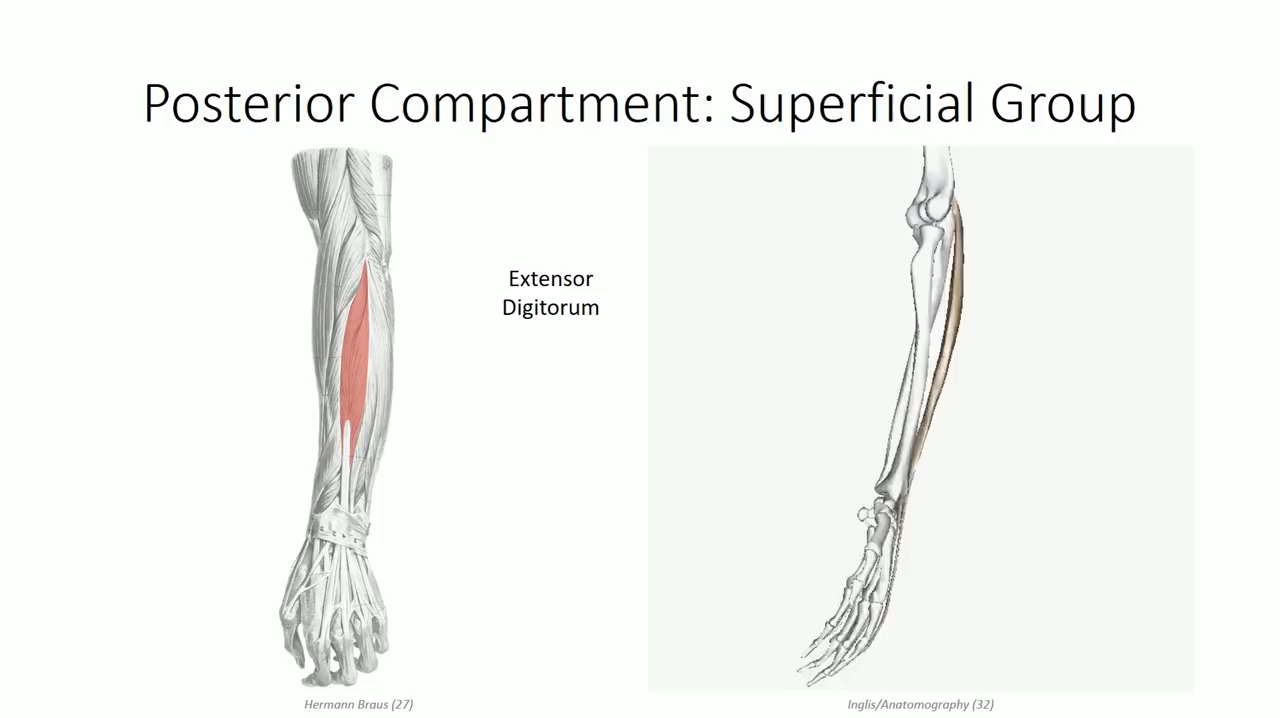 Posterior Compartment: Superficial Group
Extensor
Digitorum
Hermann Braus (27)
Inglis/Anatomography (32)